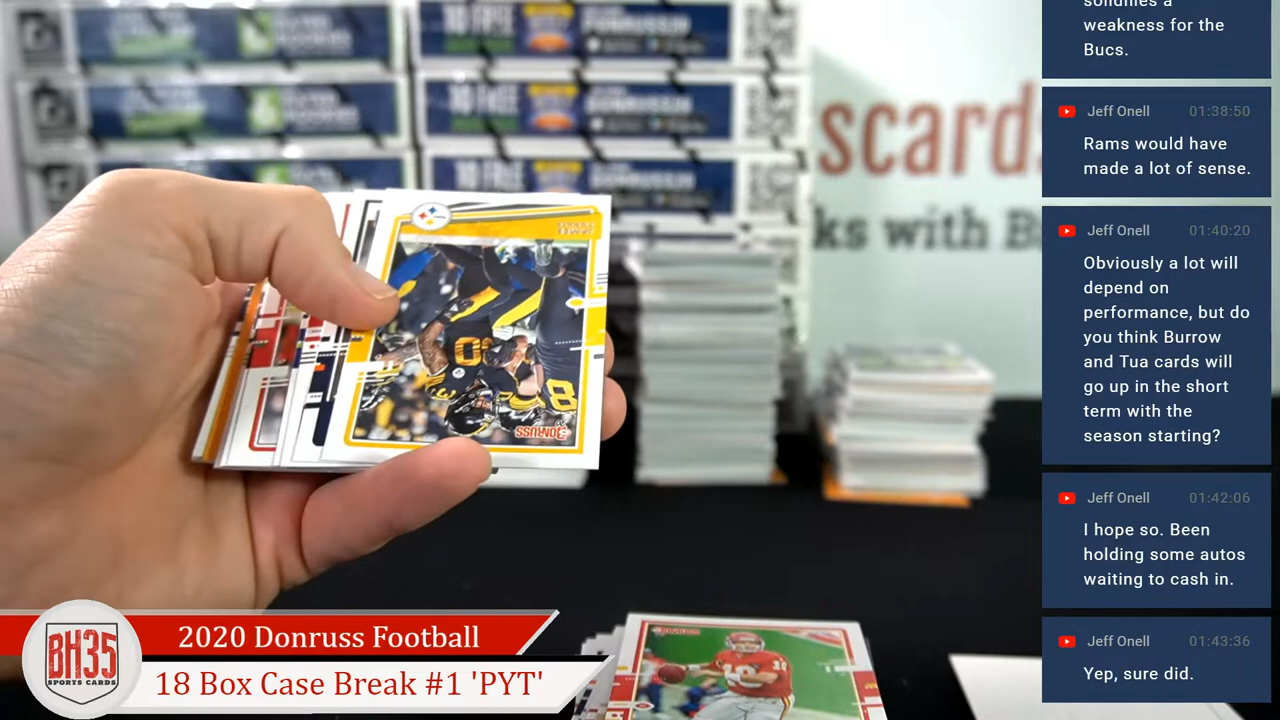 solidifies a
weakness for the
Bucs.
Jeff Onell 01:38:50
Rams would have
made a lot of sense.
Jeff Onell 01:40:20
Obviously a lot will
depend on
performance, but do
you think Burrow
and Tua cards will
go up in the short
term with the
season starting?
Jeff Onell 01:42:06
I hope so. Been
holding some autos
waiting to cash in.
Jeff Onell 01:43:36
Yep, sure did.
scards
ks with B
DONRUSS
BH35
SPORTS CARDS
2020 Donruss Football
18 Box Case Break #1 'PYT'